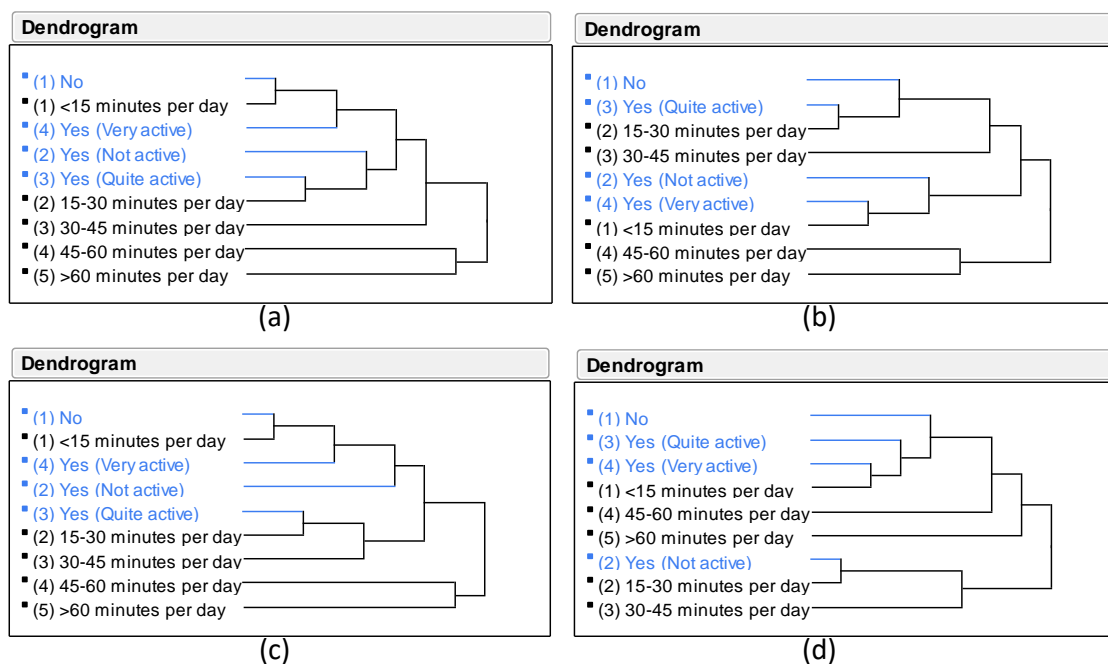 Dendrogram
(1) No
(1) <15 minutes per day
(4) Yes (Very active)
(2) Yes (Not active)
(3) Yes (Quite active)
(2) 15-30 minutes per day
(3) 30-45 minutes per day
(4) 45-60 minutes per day
(5) >60 minutes per day
(a)
Dendrogram
(1) No
(3) Yes (Quite active)
(2) 15-30 minutes per day
(3) 30-45 minutes per day
(2) Yes (Not active)
(4) Yes (Very active)
(1) <15 minutes per day
(4) 45-60 minutes per day
(5) >60 minutes per day
(b)
Dendrogram
(1) No
(1) <15 minutes per day
(4) Yes (Very active)
(2) Yes (Not active)
(3) Yes (Quite active)
(2) 15-30 minutes per day
(3) 30-45 minutes per day
(4) 45-60 minutes per day
(5) >60 minutes per day
(c)
Dendrogram
(1) No
(3) Yes (Quite active)
(4) Yes (Very active)
(1) <15 minutes per day
(4) 45-60 minutes per day
(5) >60 minutes per day
(2) Yes (Not active)
(2) 15-30 minutes per day
(3) 30-45 minutes per day
(d)